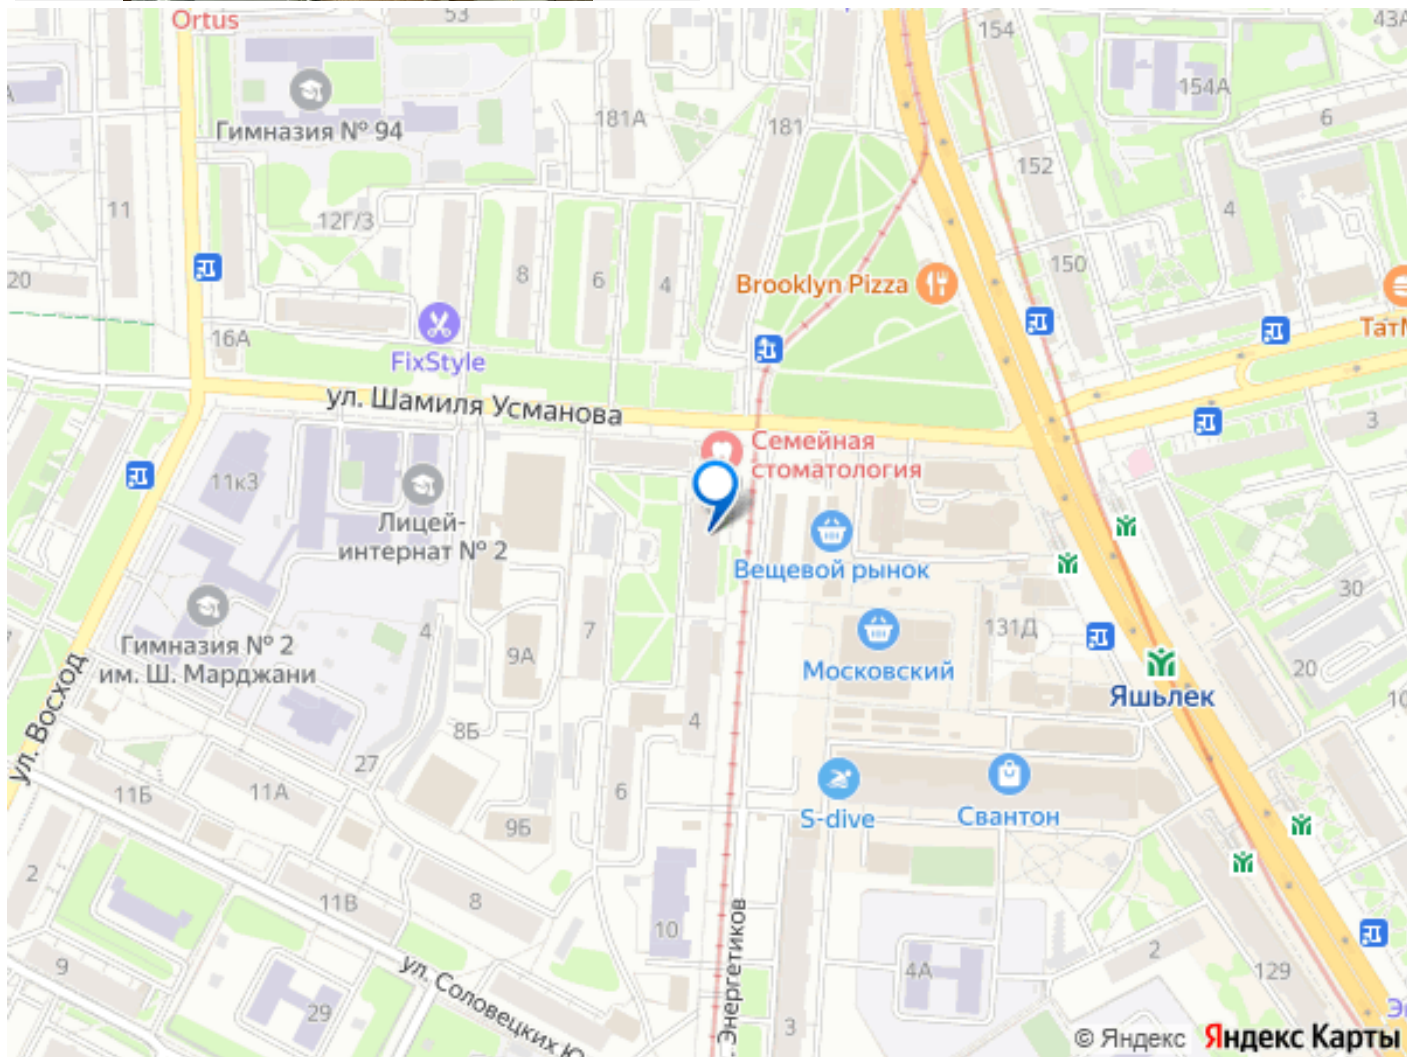 Ortus
53
154
43А
154А
Гимназия № 94
181А
181
6
152
11
12Г/3
4
20
8
6
4
150
Brooklyn Pizza
16А
FixStyle
ул. Шамиля Усманова
3
Семейная
стоматология
11к3
Лицей-
интернат № 2
Вещевой рынок
30
Гимназия № 2
им. Ш. Марджани
4
7
9А
131Д
Московский
20
Яшьлек
ул. Восход
8Б
4
27
11Б
11А
6
9Б
S-dive
Свантон
2
11В
8
10
Энергетиков
2
4А
129
9
ул. Соловецких Ю
29
3
© Яндекс Яндекс Карты